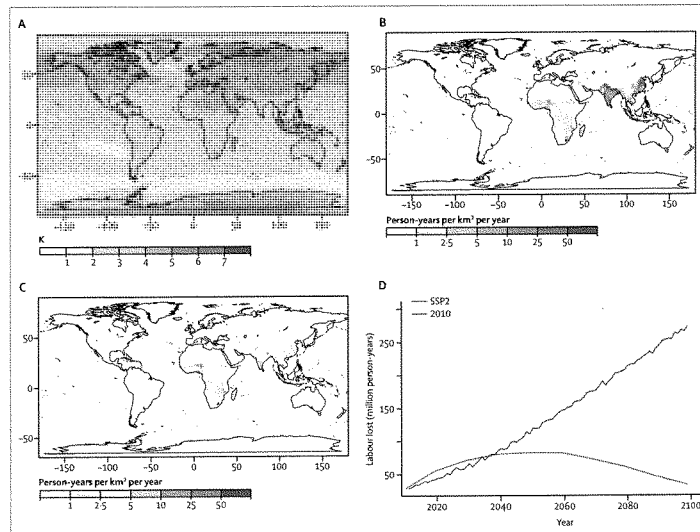 A
K
1 2 3 4 5 6 7
B
50
0
−50
−150 −100 −50 0 50 100 150
Person-years per km² per year
1 2·5 5 10 25 50
C
50
0
−50
−150 −100 −50 0 50 100 150
Person-years per km² per year
1 2·5 5 10 25 50
D
SSP2
2010
Labour lost (million person-years)
250
150
50
2020 2040 2060 2080 2100
Year